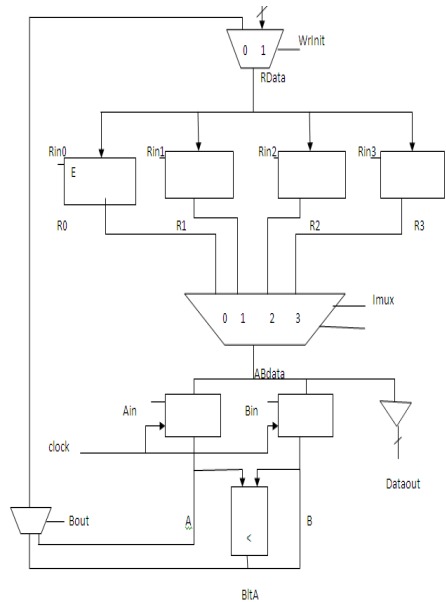 WrInit
0 1
RData
Rin0 Rin1 Rin2 Rin3
E
R0 R1 R2 R3
Imux
0 1 2 3
ABdata
Ain Bin
clock
Dataout
Bout
A B
<
BltA